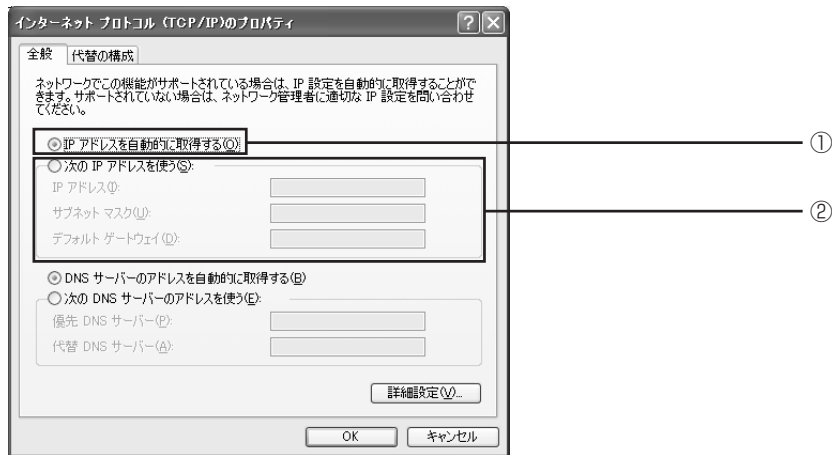 インターネット プロトコル (TCP/IP)のプロパティ
全般
代替の構成
ネットワークでこの機能がサポートされている場合は、IP 設定を自動的に取得することがで
きます。サポートされていない場合は、ネットワーク管理者に適切な IP 設定を問い合わせ
てください。
IP アドレスを自動的に取得する(O)
①
次の IP アドレスを使う(S):
IP アドレス(I):
サブネット マスク(U):
②
デフォルト ゲートウェイ(D):
DNS サーバーのアドレスを自動的に取得する(B)
次の DNS サーバーのアドレスを使う(E):
優先 DNS サーバー(P):
代替 DNS サーバー(A):
詳細設定(V)...
OK
キャンセル